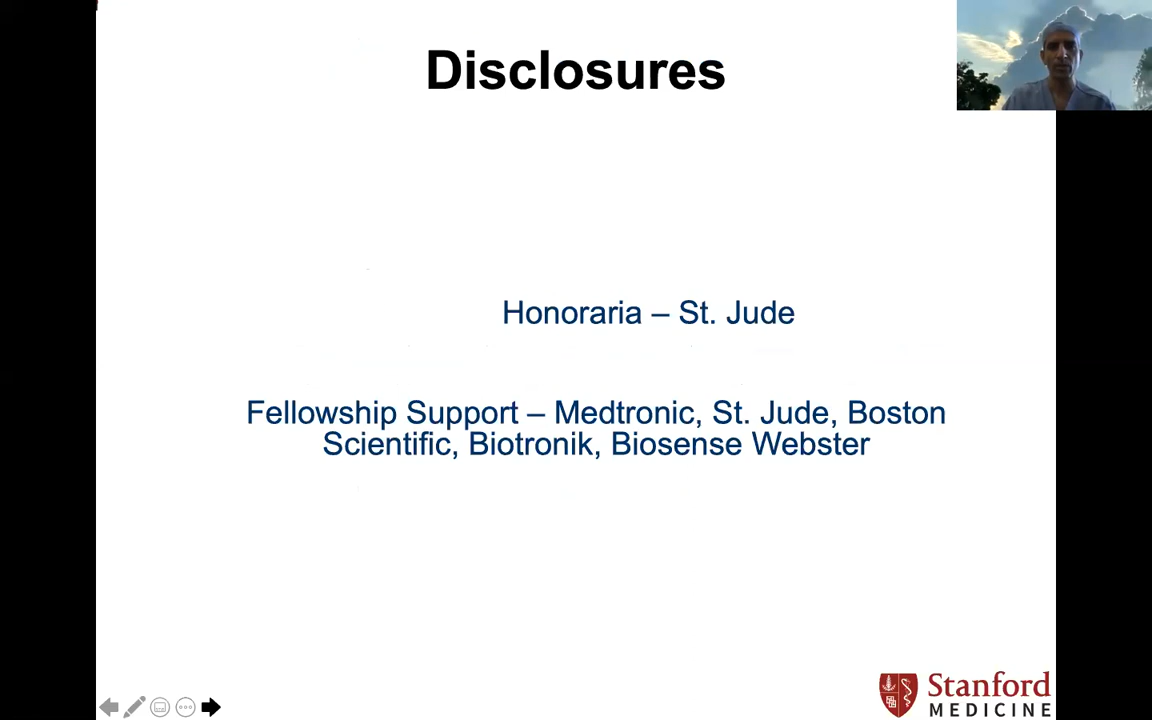 Disclosures
Honoraria – St. Jude
Fellowship Support – Medtronic, St. Jude, Boston
Scientific, Biotronik, Biosense Webster
Stanford
MEDICINE